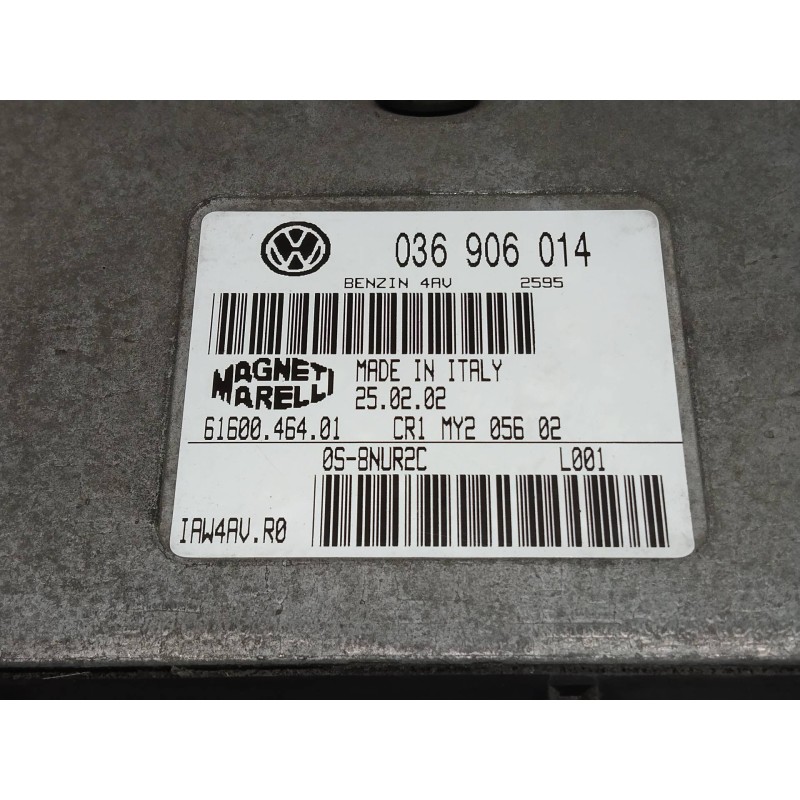 036 906 014
BENZIN 4AV 2595
MAGNETI MARELLI
MADE IN ITALY
25.02.02
61600.464.01 CR1 MY2 056 02
0S-8NUR2C L001
IAW4AV.R0